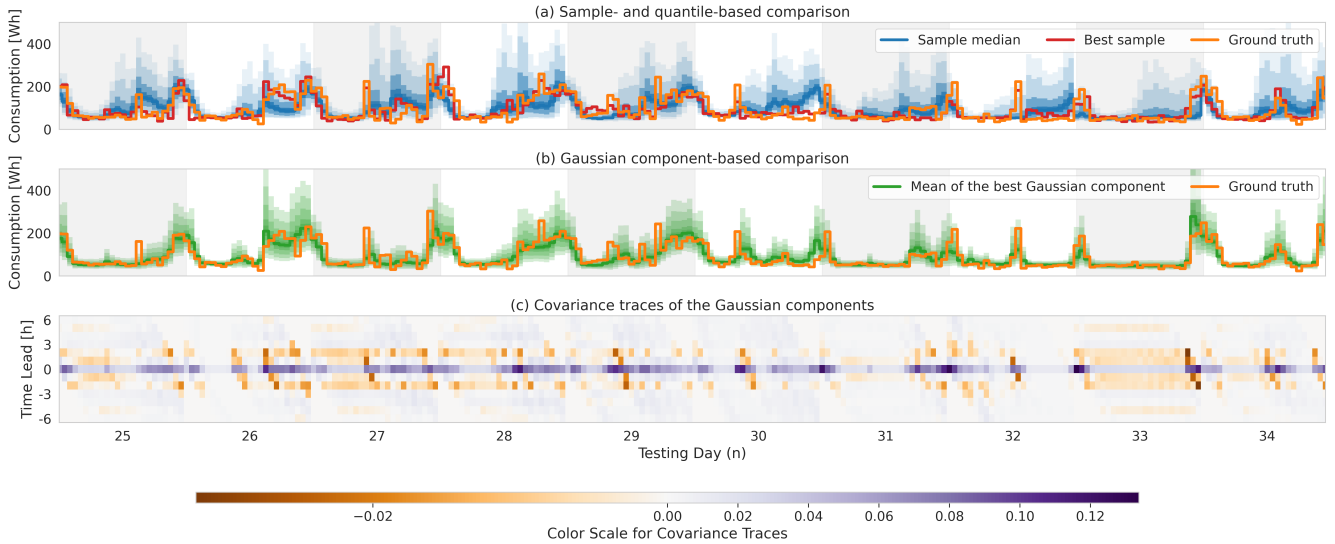 (a) Sample- and quantile-based comparison
Consumption [Wh]
400
200
0
Sample median
Best sample
Ground truth
(b) Gaussian component-based comparison
Consumption [Wh]
400
200
0
Mean of the best Gaussian component
Ground truth
(c) Covariance traces of the Gaussian components
Time Lead [h]
6
3
0
-3
-6
25 26 27 28 29 30 31 32 33 34
Testing Day (n)
−0.02 0.00 0.02 0.04 0.06 0.08 0.10 0.12
Color Scale for Covariance Traces